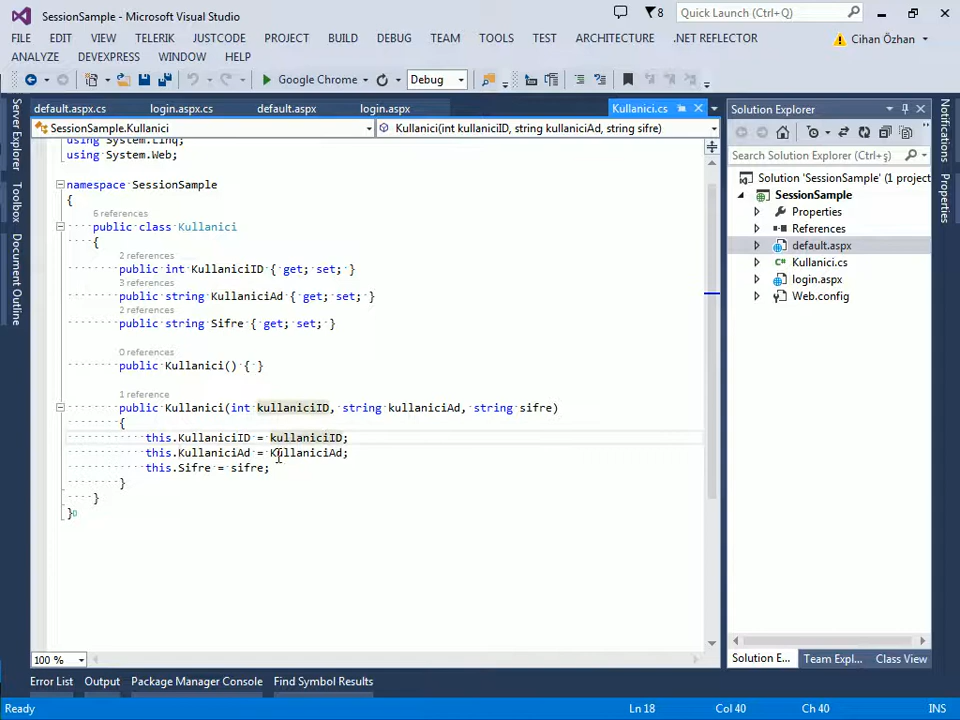 SessionSample - Microsoft Visual Studio
8
Quick Launch (Ctrl+Q)
FILE EDIT VIEW TELERIK JUSTCODE PROJECT BUILD DEBUG TEAM TOOLS TEST ARCHITECTURE .NET REFLECTOR
Cihan Özhan
ANALYZE DEVEXPRESS WINDOW HELP
Google Chrome
Debug
default.aspx.cs
login.aspx.cs
default.aspx
login.aspx
Kullanici.cs
SessionSample.Kullanici
Kullanici(int kullaniciID, string kullaniciAd, string sifre)
Server Explorer
Toolbox
Document Outline
using System.Linq;
using System.Web;
namespace SessionSample
{
6 references
public class Kullanici
{
2 references
public int KullaniciID { get; set; }
3 references
public string KullaniciAd { get; set; }
2 references
public string Sifre { get; set; }
0 references
public Kullanici() { }
1 reference
public Kullanici(int kullaniciID, string kullaniciAd, string sifre)
{
this.KullaniciID = kullaniciID;
this.KullaniciAd = KullaniciAd;
this.Sifre = sifre;
}
}
}
100 %
Solution Explorer
Search Solution Explorer (Ctrl+ş)
Solution 'SessionSample' (1 project
SessionSample
Properties
References
default.aspx
Kullanici.cs
login.aspx
Web.config
Solution E...
Team Expl...
Class View
Notifications
Properties
Error List
Output
Package Manager Console
Find Symbol Results
Ready
Ln 18
Col 40
Ch 40
INS